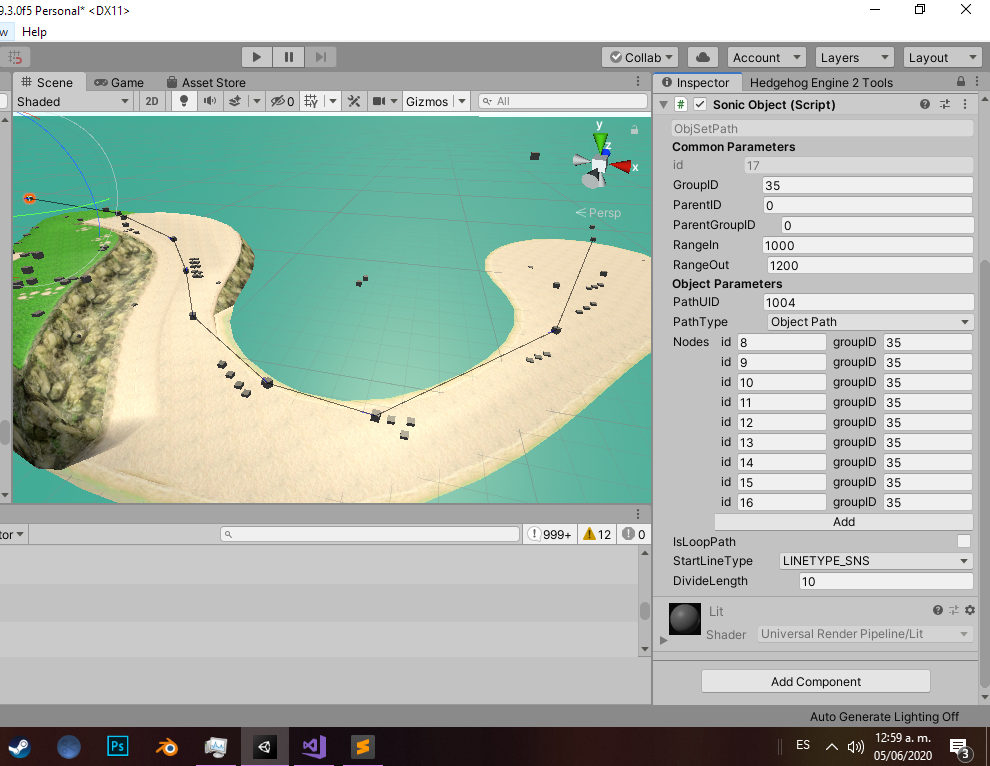 9.3.0f5 Personal* <DX11>
w Help
Collab Account Layers Layout
Scene Game Asset Store
Shaded 2D 0 Gizmos All
y
z
x
Persp
tor 999+ 12 0
Inspector Hedgehog Engine 2 Tools
# Sonic Object (Script)
ObjSetPath
Common Parameters
id 17
GroupID 35
ParentID 0
ParentGroupID 0
RangeIn 1000
RangeOut 1200
Object Parameters
PathUID 1004
PathType Object Path
Nodes id 8 groupID 35
id 9 groupID 35
id 10 groupID 35
id 11 groupID 35
id 12 groupID 35
id 13 groupID 35
id 14 groupID 35
id 15 groupID 35
id 16 groupID 35
Add
IsLoopPath
StartLineType LINETYPE_SNS
DivideLength 10
Lit
Shader Universal Render Pipeline/Lit
Add Component
Auto Generate Lighting Off
Ps
ES 12:59 a. m.
05/06/2020 3